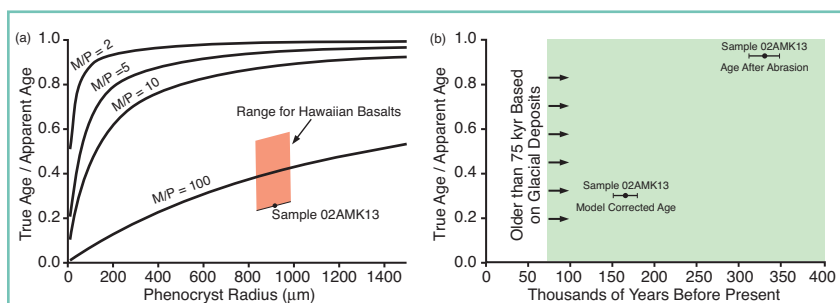 (a)
True Age / Apparent Age
1.0
0.8
0.6
0.4
0.2
0.0
M/P = 2
M/P =5
M/P = 10
Range for Hawaiian Basalts
M/P = 100
Sample 02AMK13
0 200 400 600 800 1000 1200 1400
Phenocryst Radius (μm)
(b)
True Age / Apparent Age
1.0
0.8
0.6
0.4
0.2
0.0
Older than 75 kyr Based
on Glacial Deposits
Sample 02AMK13
Age After Abrasion
Sample 02AMK13
Model Corrected Age
0 50 100 150 200 250 300 350 400
Thousands of Years Before Present